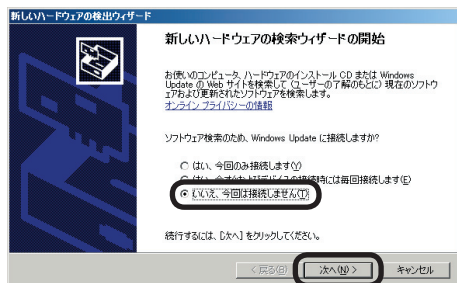 新しいハードウェアの検出ウィザード
新しいハードウェアの検索ウィザードの開始
お使いのコンピュータ、ハードウェアのインストール CD または Windows
Update の Web サイトを検索して (ユーザーの了解のもとに) 現在のソフトウ
ェアおよび更新されたソフトウェアを検索します。
オンライン プライバシーの情報
ソフトウェア検索のため、Windows Update に接続しますか?
はい、今回のみ接続します(Y)
はい、今すぐおよびデバイスの接続時には毎回接続します(E)
いいえ、今回は接続しません(T)
続行するには、[次へ] をクリックしてください。
< 戻る(B) 次へ(N) > キャンセル